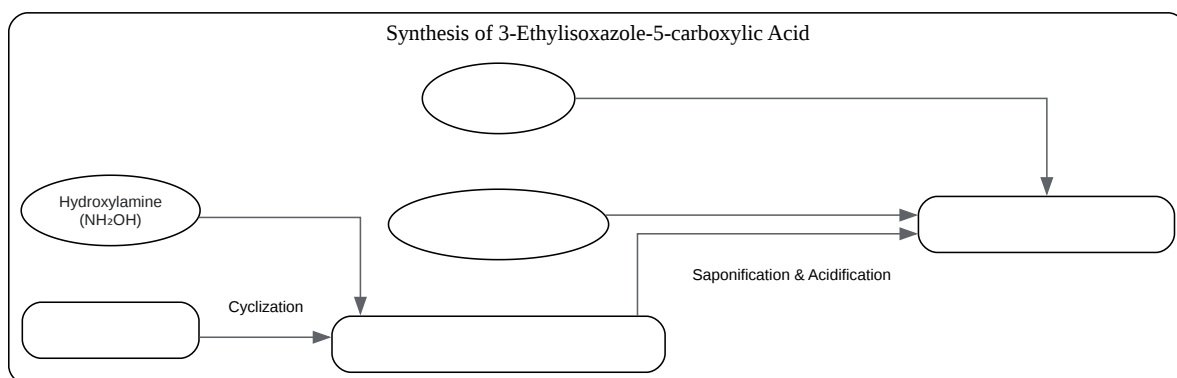 Synthesis of 3-Ethylisoxazole-5-carboxylic Acid
Hydroxylamine
(NH₂OH)
Saponification & Acidification
Cyclization